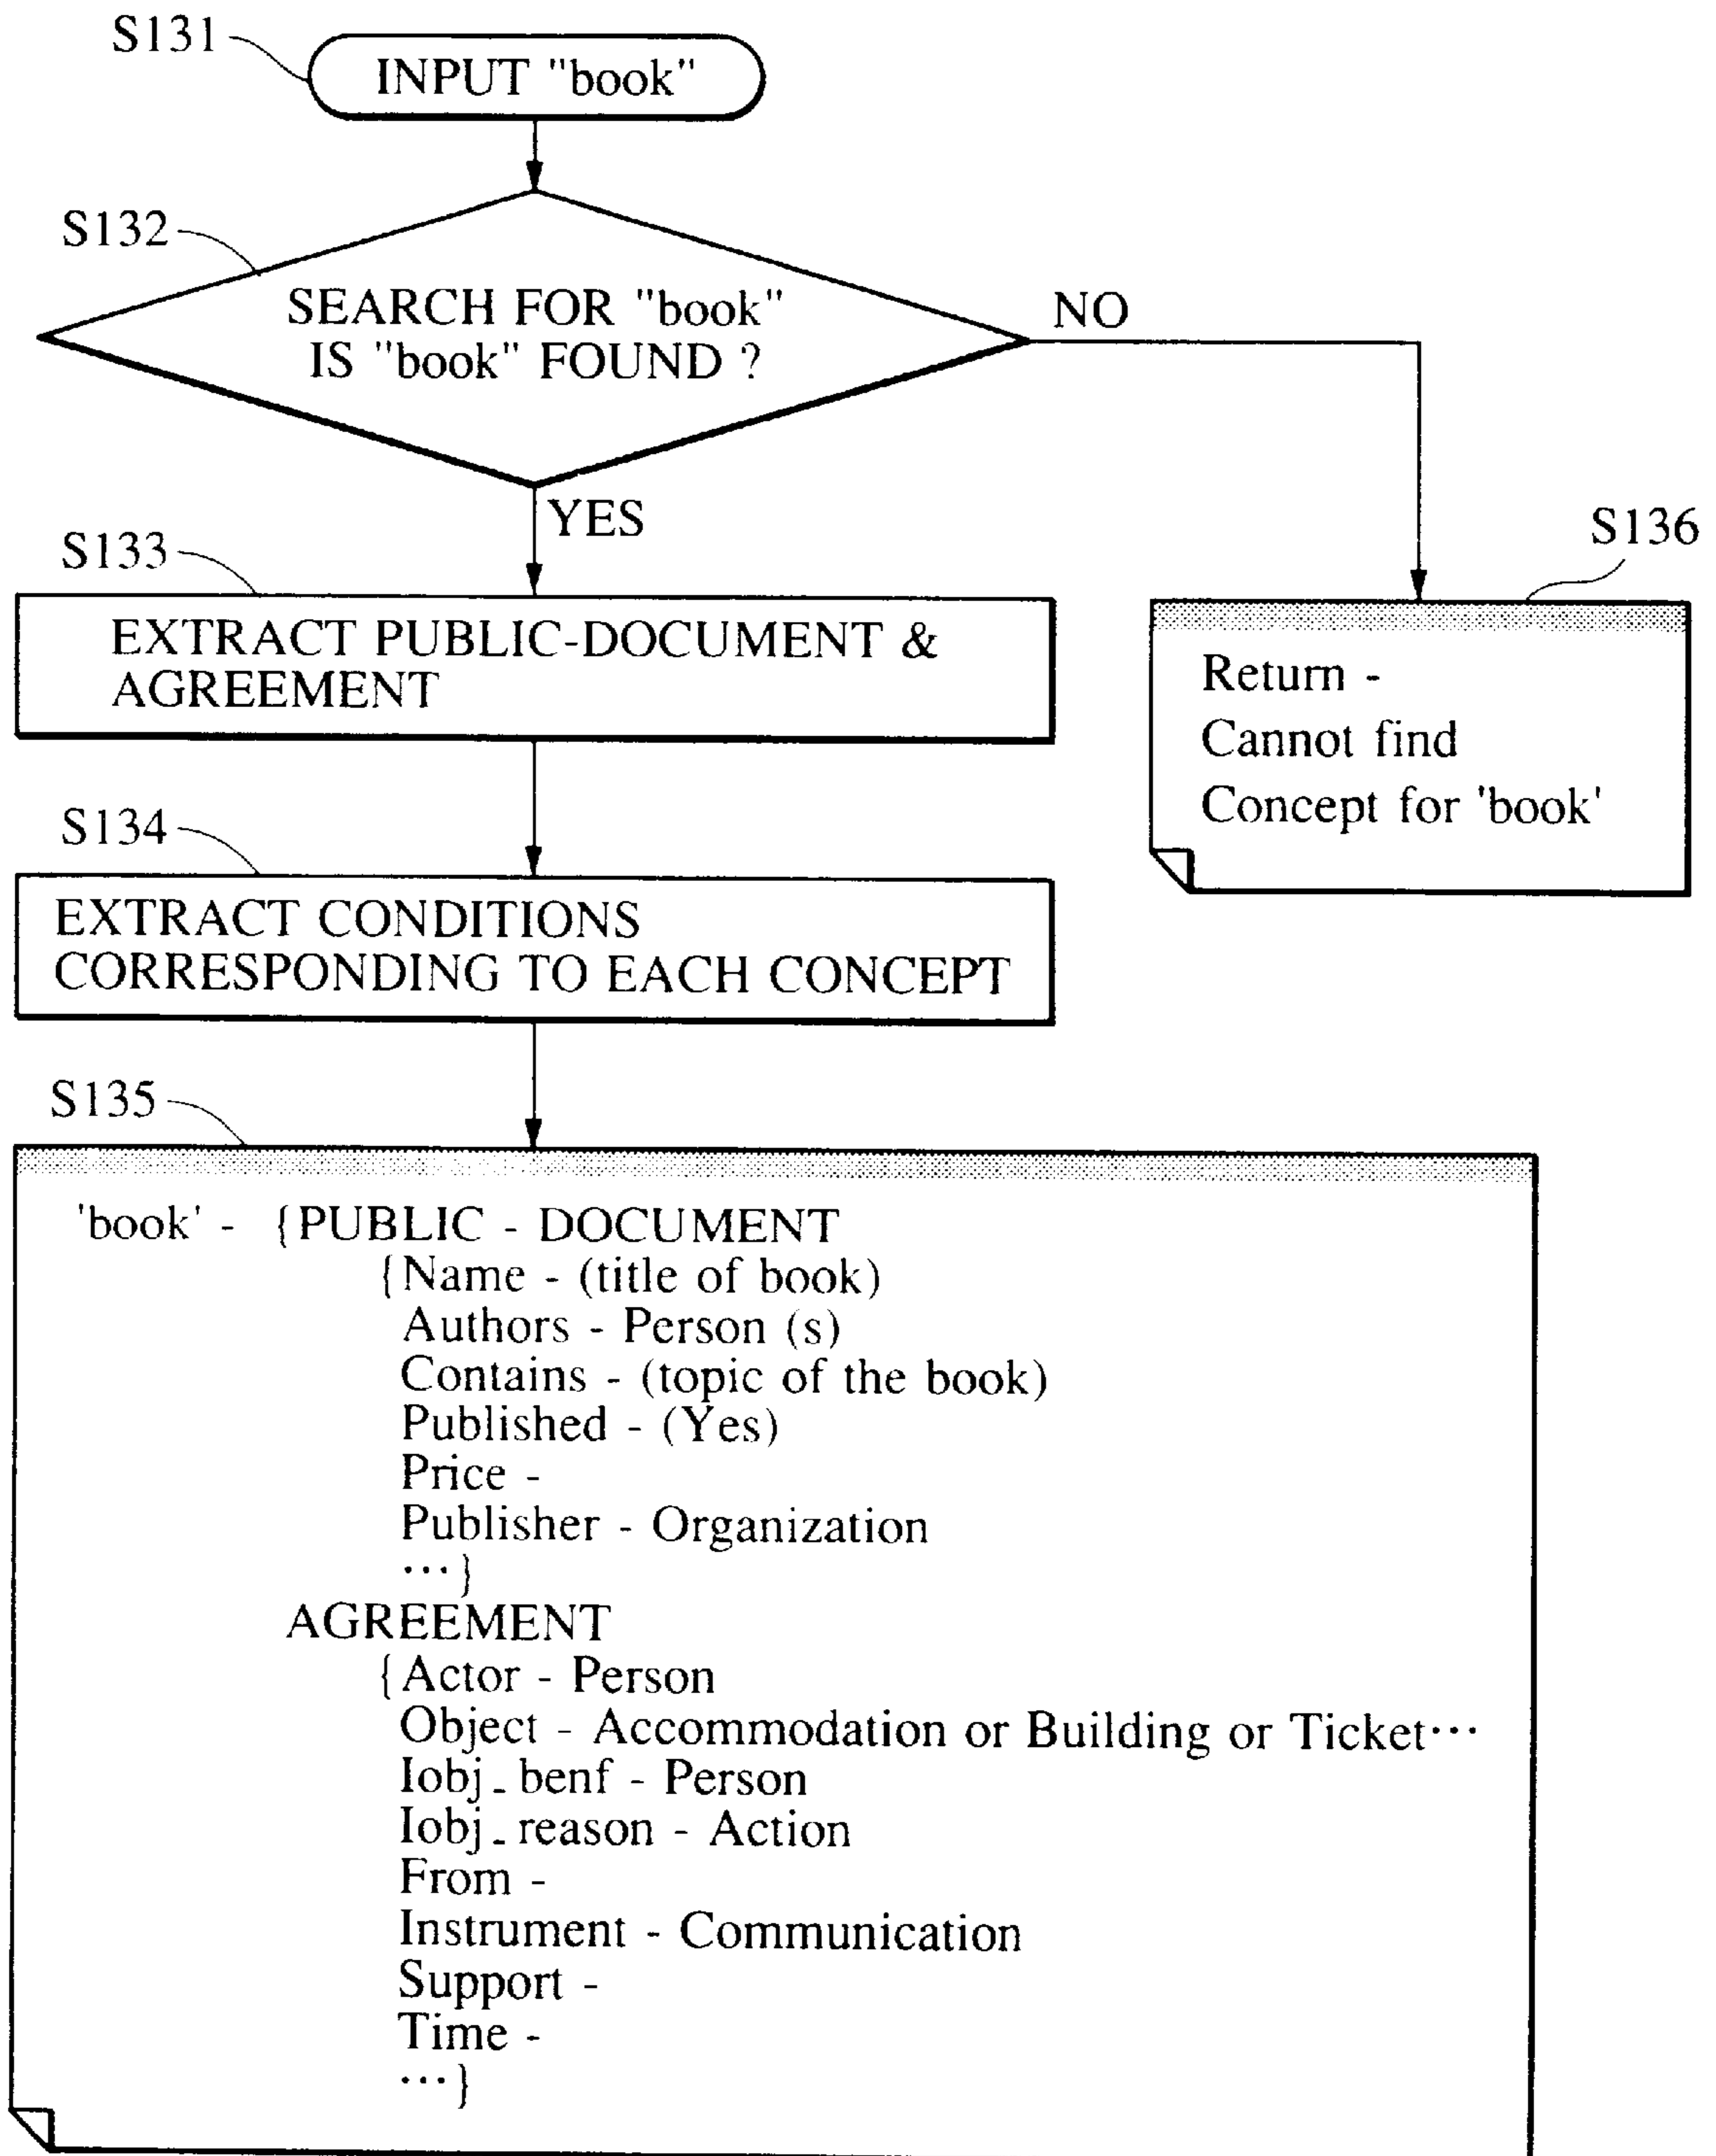 S131
INPUT "book"
S132
SEARCH FOR "book"
IS "book" FOUND ?
NO
YES
S133
EXTRACT PUBLIC-DOCUMENT &
AGREEMENT
S136
Return -
Cannot find
Concept for 'book'
S134
EXTRACT CONDITIONS
CORRESPONDING TO EACH CONCEPT
S135
'book' - {PUBLIC - DOCUMENT
{Name - (title of book)
Authors - Person (s)
Contains - (topic of the book)
Published - (Yes)
Price -
Publisher - Organization
…}
AGREEMENT
{Actor - Person
Object - Accommodation or Building or Ticket…
Iobj_benf - Person
Iobj_reason - Action
From -
Instrument - Communication
Support -
Time -
…}